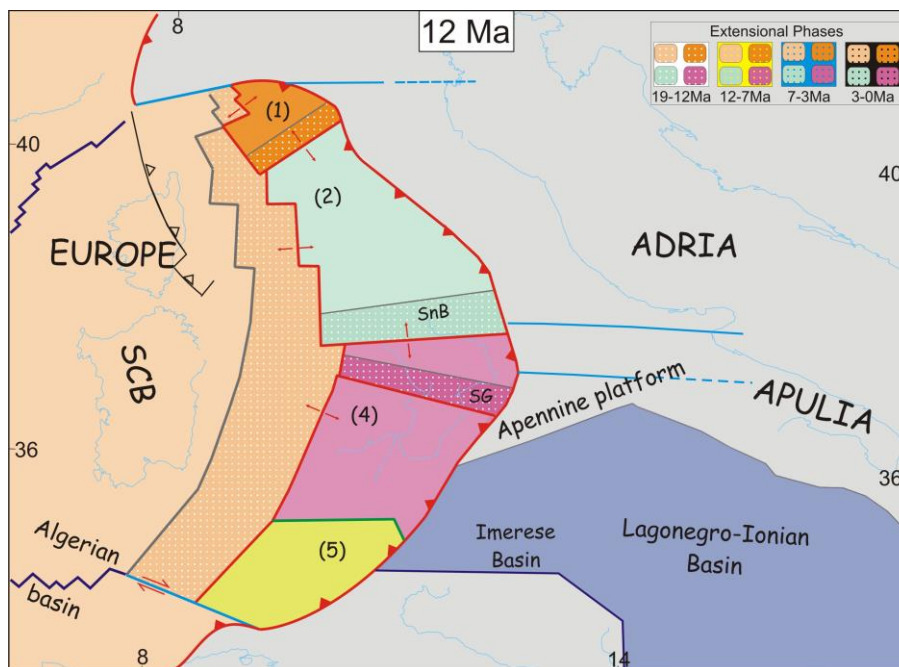 8
12 Ma
Extensional Phases
19-12Ma
12-7Ma
7-3Ma
3-0Ma
(1)
40
40
(2)
EUROPE
ADRIA
SnB
SCB
SG
Apennine platform
APULIA
(4)
36
36
Algerian
basin
(5)
Imerese
Basin
Lagonegro-Ionian
Basin
8
14